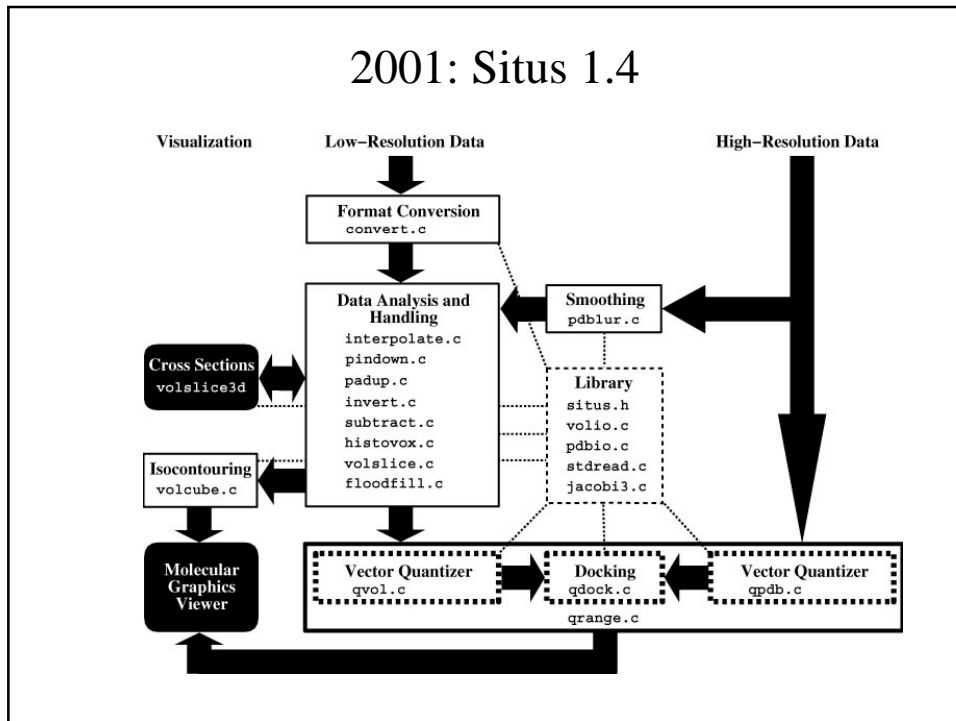 2001: Situs 1.4
Visualization
Low-Resolution Data
High-Resolution Data
Format Conversion
convert.c
Data Analysis and
Handling
interpolate.c
pindown.c
padup.c
invert.c
subtract.c
histovox.c
volslice.c
floodfill.c
Smoothing
pdblur.c
Cross Sections
volslice3d
Library
situs.h
volio.c
pdbio.c
stdread.c
jacobi3.c
Isocontouring
volcube.c
Molecular
Graphics
Viewer
Vector Quantizer
qvol.c
Docking
qdock.c
Vector Quantizer
qpdb.c
qrange.c